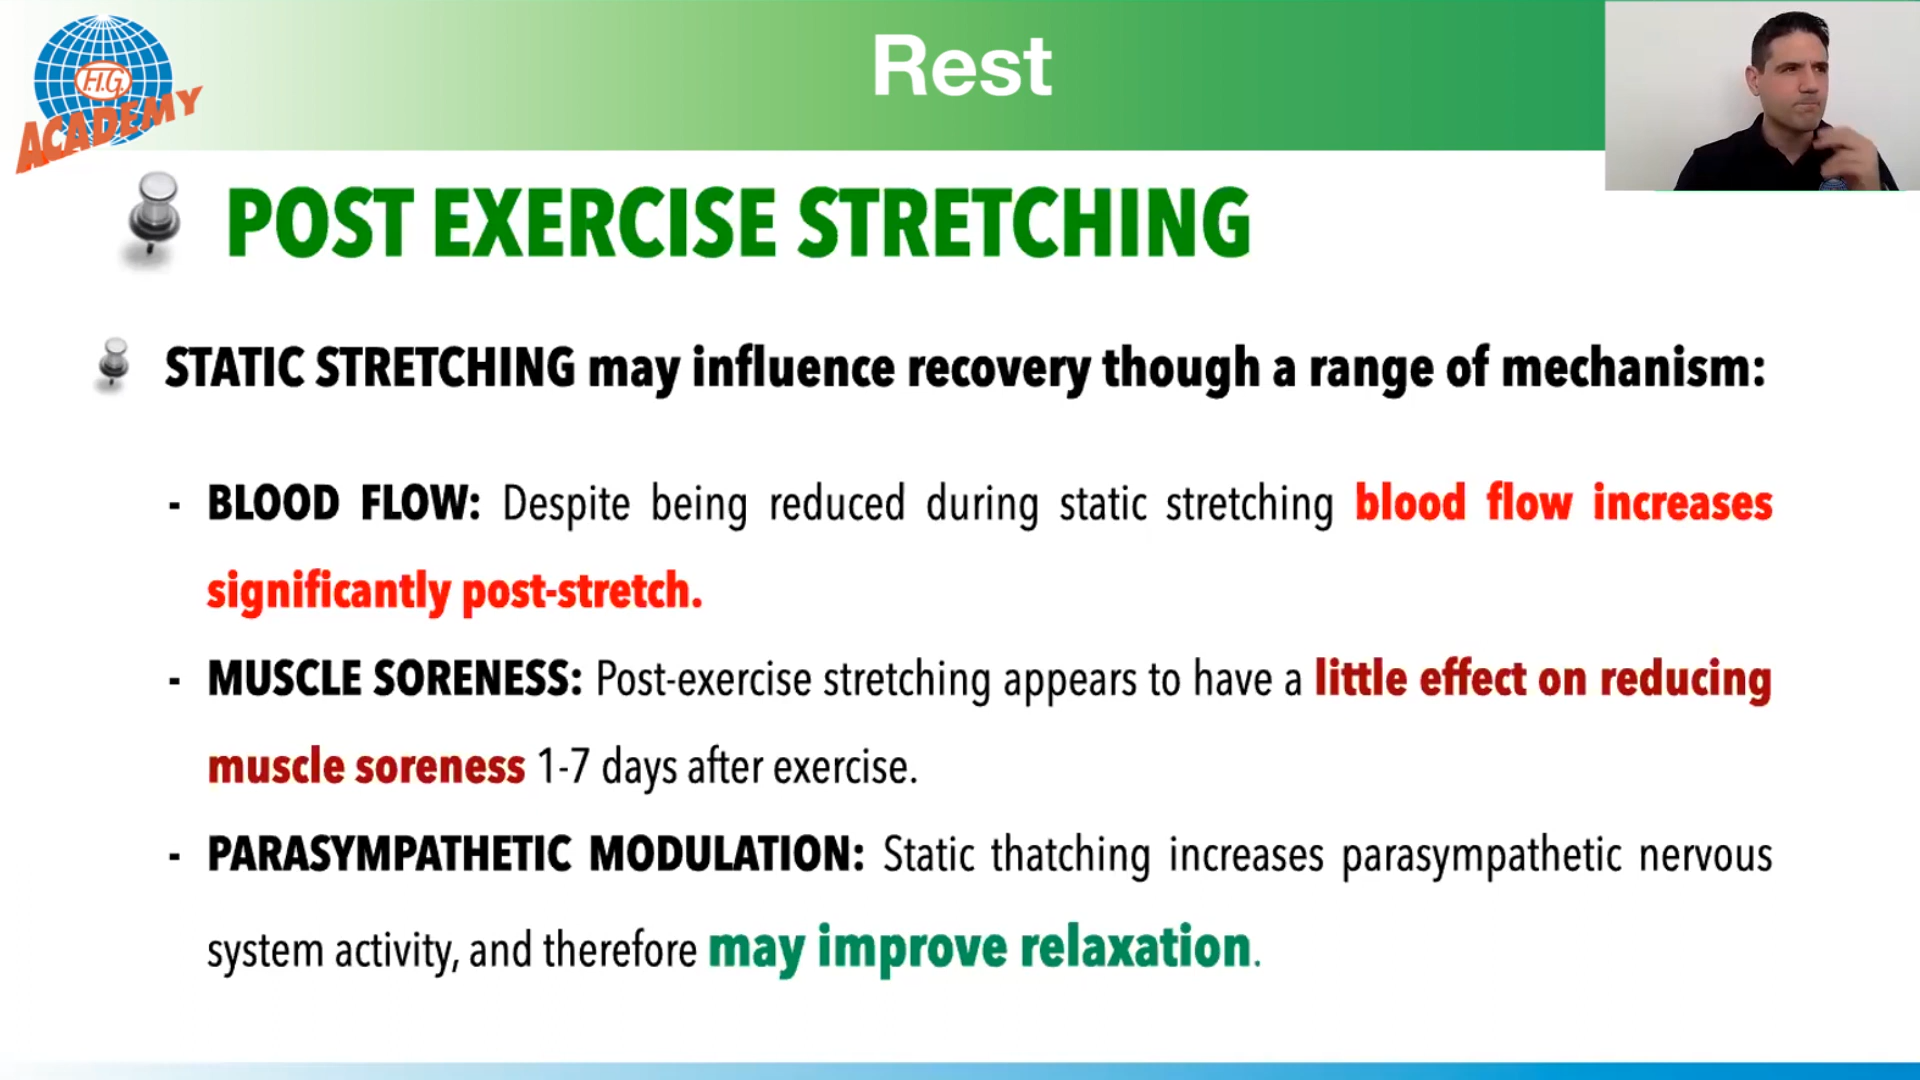 Rest
F.I.G.
ACADEMY
POST EXERCISE STRETCHING
STATIC STRETCHING may influence recovery though a range of mechanism:
- BLOOD FLOW: Despite being reduced during static stretching blood flow increases
significantly post-stretch.
- MUSCLE SORENESS: Post-exercise stretching appears to have a little effect on reducing
muscle soreness 1-7 days after exercise.
- PARASYMPATHETIC MODULATION: Static thatching increases parasympathetic nervous
system activity, and therefore may improve relaxation.